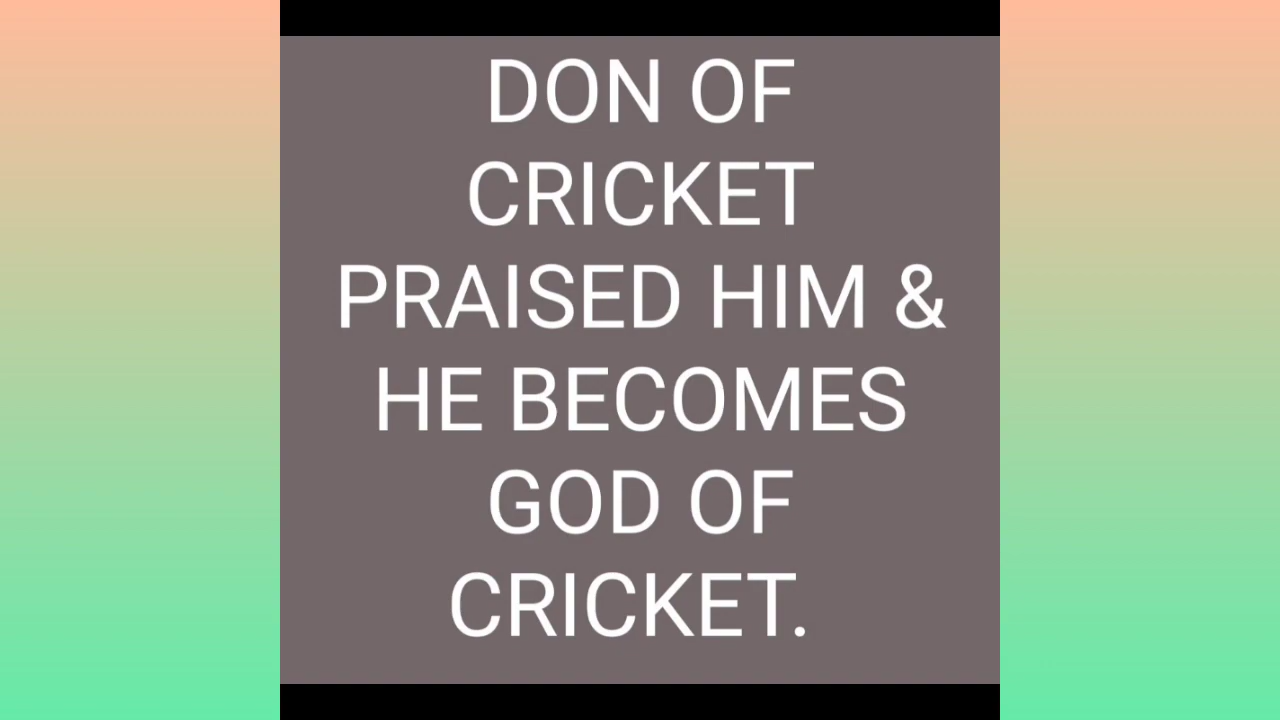 DON OF
CRICKET
PRAISED HIM &
HE BECOMES
GOD OF
CRICKET.